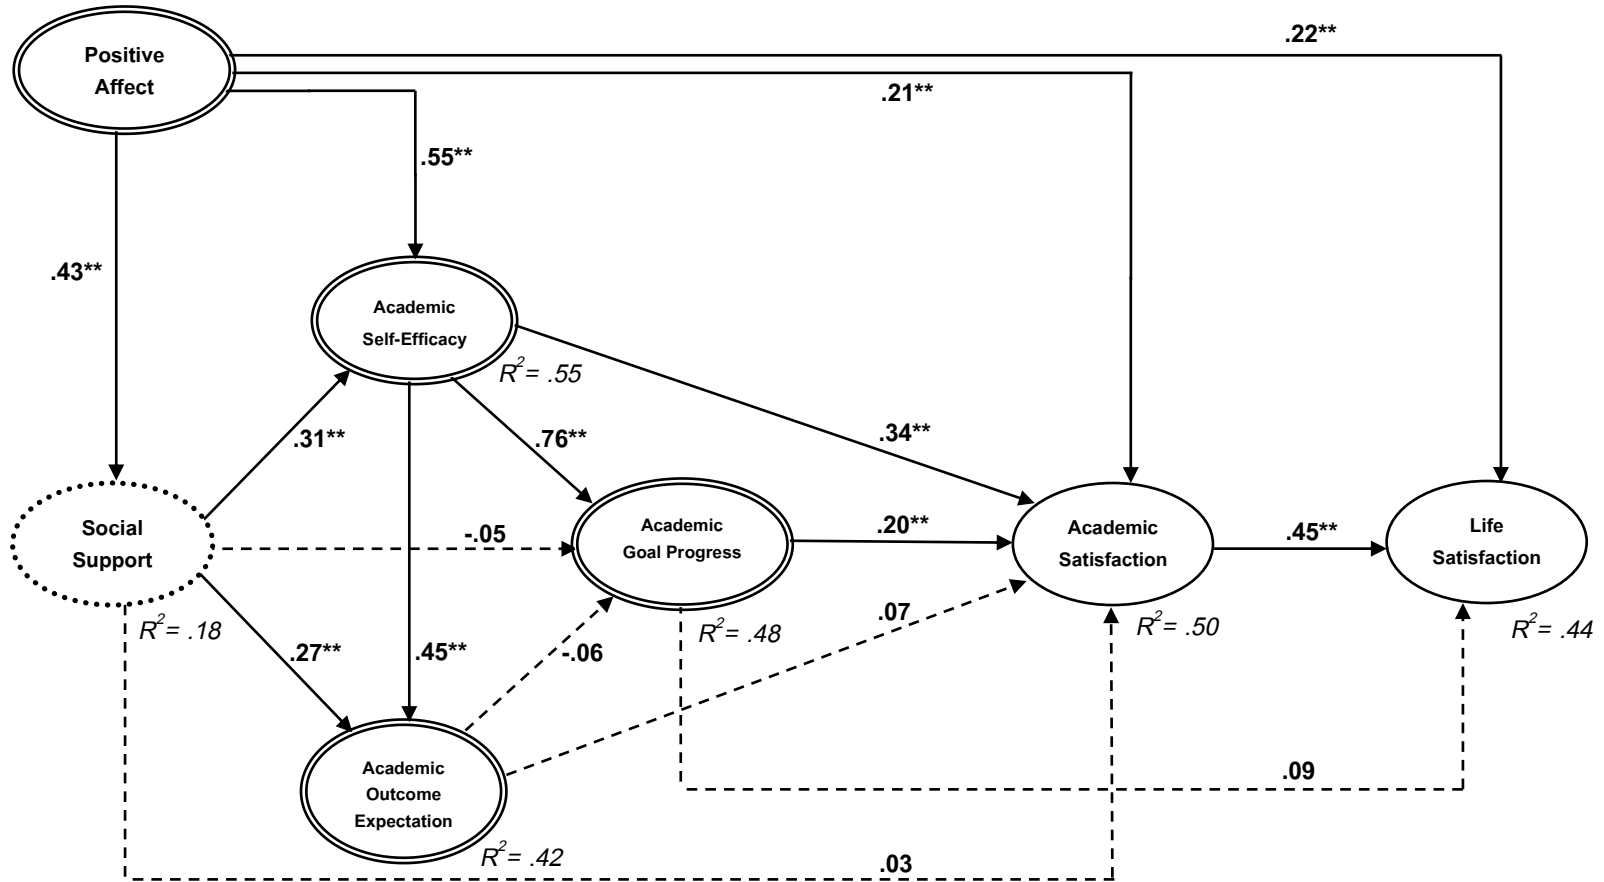 .22**
Positive
Affect
.21**
.55**
.43**
Academic
Self-Efficacy
R²= .55
.31**
.76**
.34**
Social
Support
R²= .18
-.05
Academic
Goal Progress
R²= .48
.20**
Academic
Satisfaction
R²= .50
.45**
Life
Satisfaction
R²= .44
.27**
.45**
-.06
.07
Academic
Outcome
Expectation
R²= .42
.09
.03